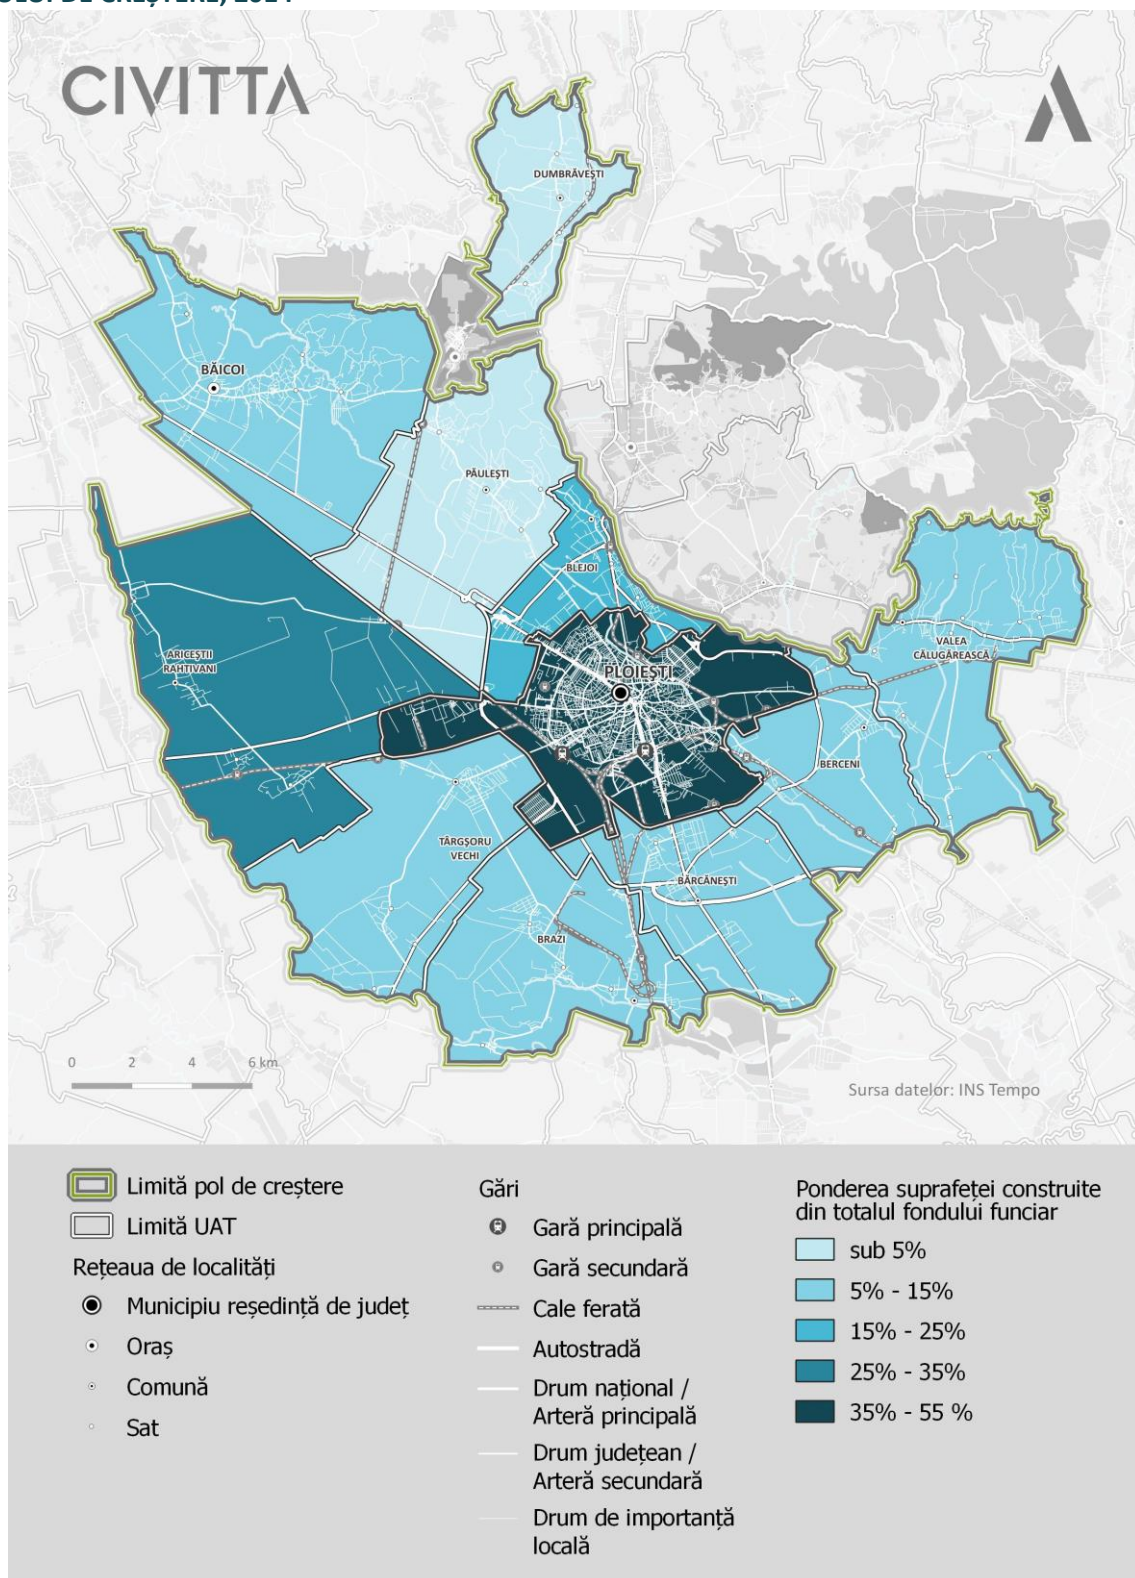 CREȘTERE, 2014
CIVITTA
DUMBRĂVEȘTI
BĂICOI
PĂULEȘTI
BLEJOI
ARICEȘTII
RAHTIVANI
PLOIEȘTI
VALEA
CĂLUGĂREASCĂ
BERCENI
TÂRGȘORU
VECHI
BĂRCĂNEȘTI
BRAZI
0 2 4 6 km
Sursa datelor: INS Tempo
Limită pol de creștere
Limită UAT
Rețeaua de localități
Municipiu reședință de județ
Oraș
Comună
Sat
Gări
Gară principală
Gară secundară
Cale ferată
Autostradă
Drum național /
Arteră principală
Drum județean /
Arteră secundară
Drum de importanță
locală
Ponderea suprafeței construite
din totalul fondului funciar
sub 5%
5% - 15%
15% - 25%
25% - 35%
35% - 55 %